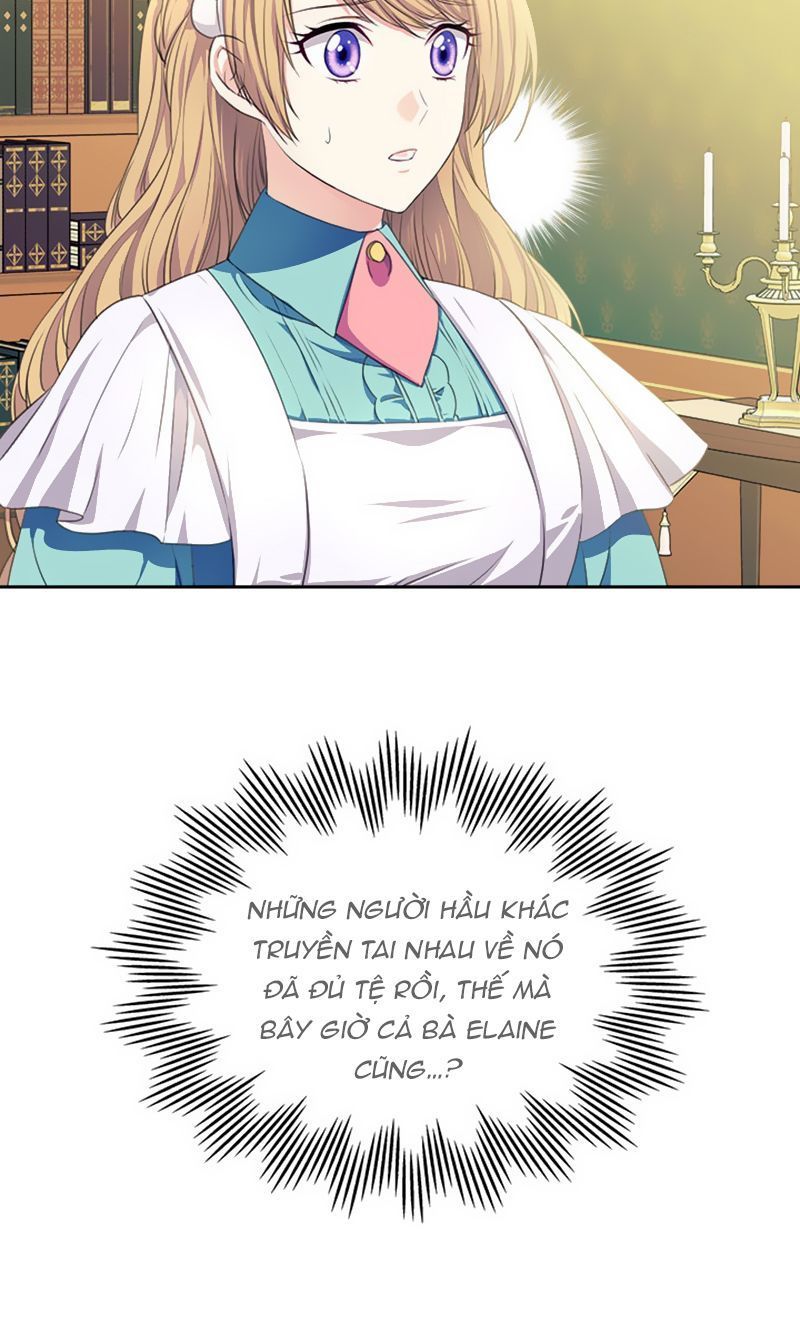 NHỮNG NGƯỜI HẦU KHÁC
TRUYỀN TAI NHAU VỀ NÓ
ĐÃ ĐỦ TỆ RỒI, THẾ MÀ
BÂY GIỜ CẢ BÀ ELAINE
CŨNG...?